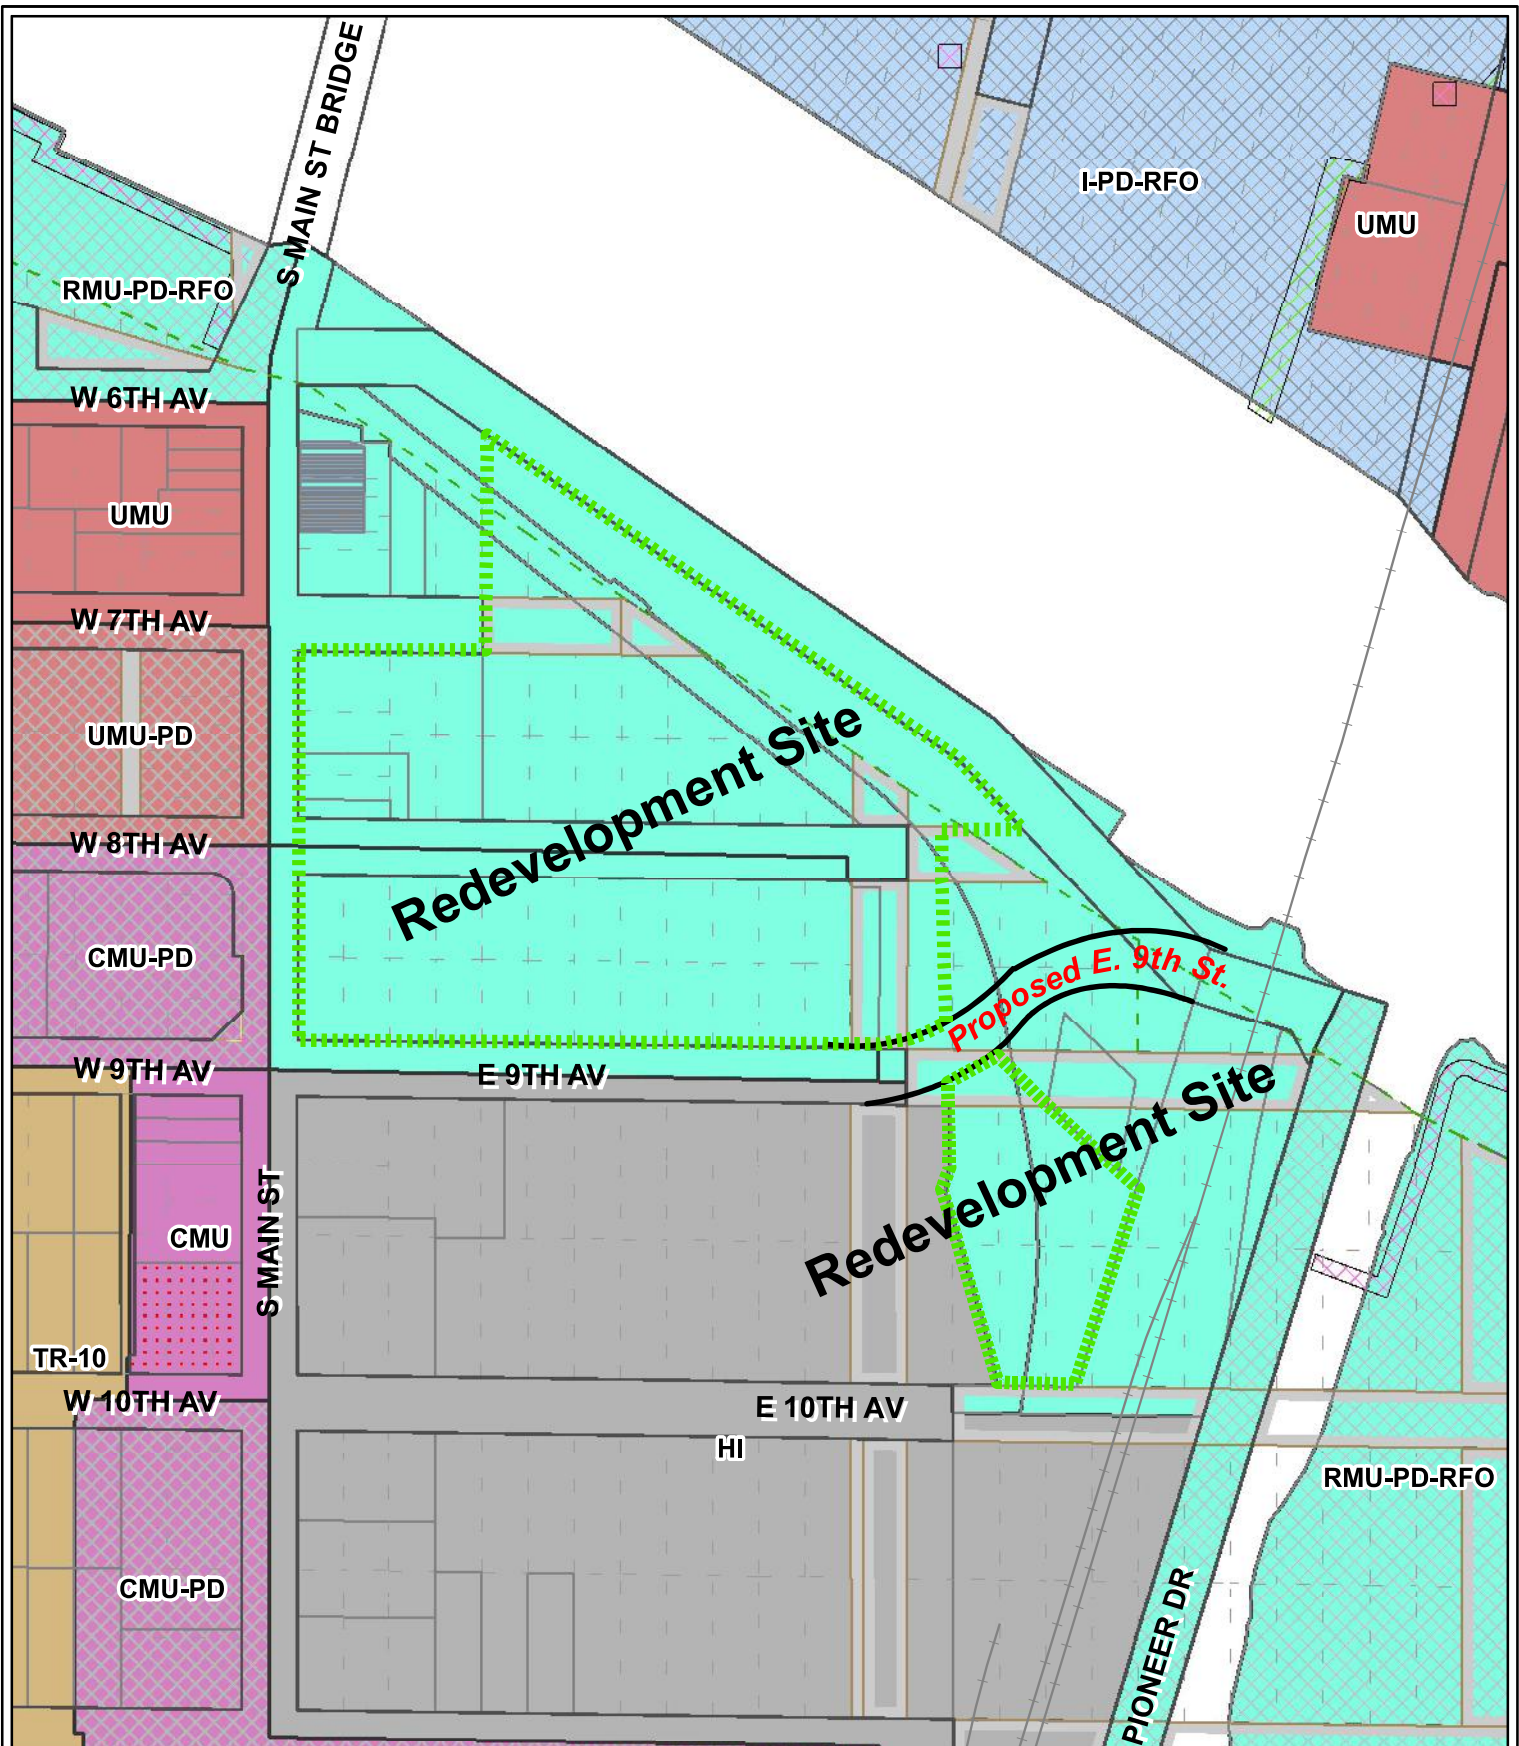 S MAIN ST BRIDGE
I-PD-RFO
UMU
RMU-PD-RFO
W 6TH AV
UMU
W 7TH AV
UMU-PD
Redevelopment Site
W 8TH AV
CMU-PD
Proposed E. 9th St.
W 9TH AV
E 9TH AV
Redevelopment Site
S MAIN ST
CMU
TR-10
W 10TH AV
E 10TH AV
HI
RMU-PD-RFO
CMU-PD
PIONEER DR